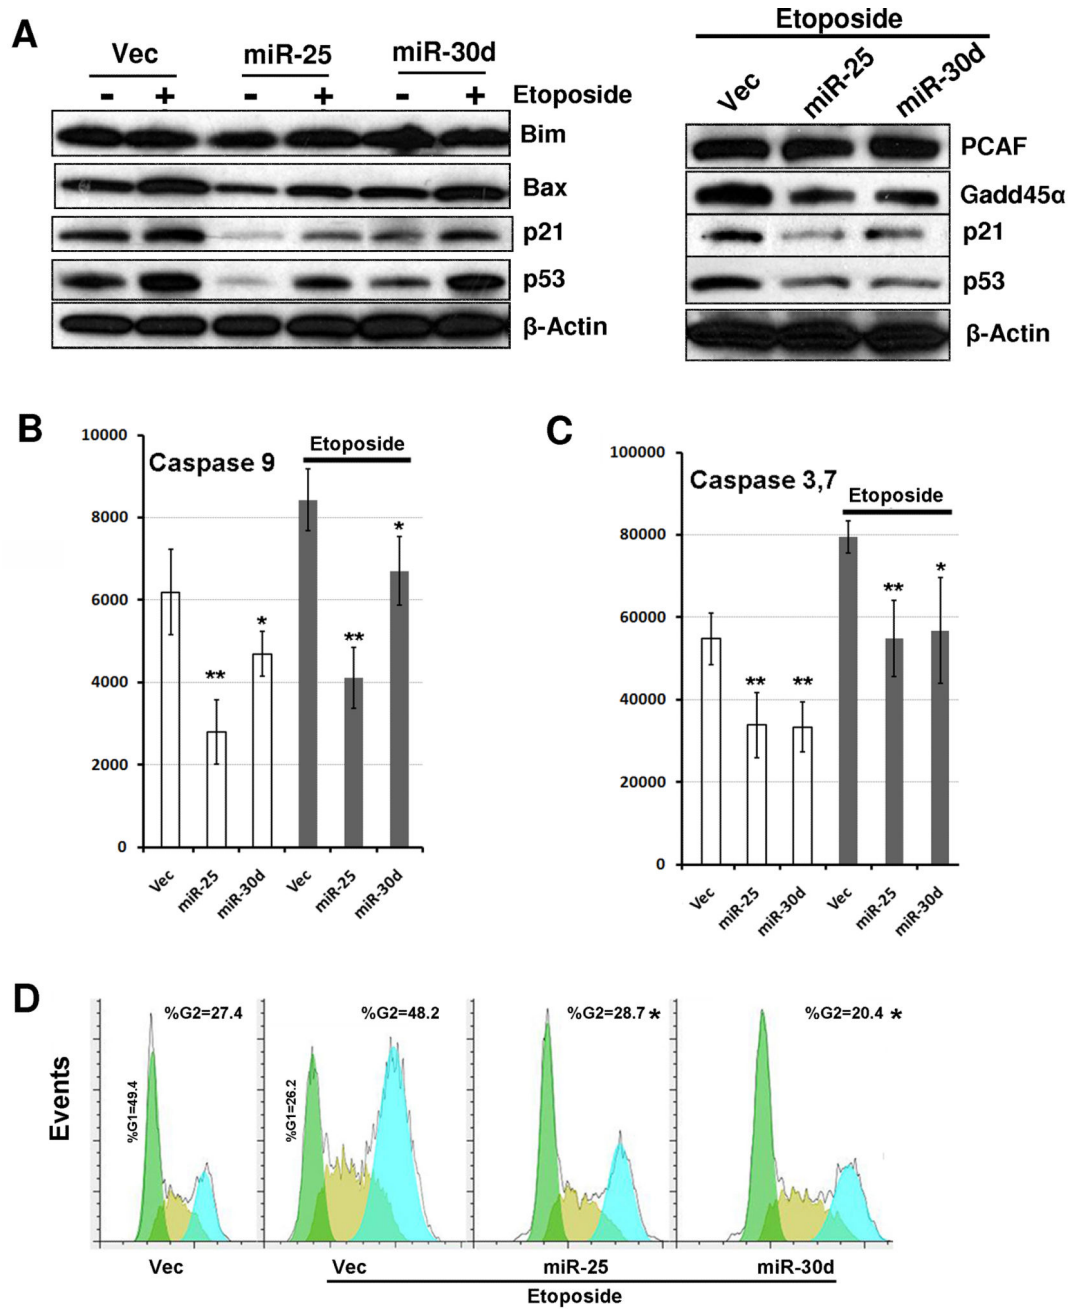 A
Vec miR-25 miR-30d
- + - + - + Etoposide
Bim
Bax
p21
p53
β-Actin
Etoposide
Vec miR-25 miR-30d
PCAF
Gadd45α
p21
p53
β-Actin
B
Caspase 9
Etoposide
10000
8000
6000
4000
2000
0
**
*
**
*
Vec miR-25 miR-30d Vec miR-25 miR-30d
C
Caspase 3,7
Etoposide
100000
80000
60000
40000
20000
0
**
**
**
*
Vec miR-25 miR-30d Vec miR-25 miR-30d
D
Events
%G2=27.4 %G2=48.2 %G2=28.7 * %G2=20.4 *
%G1=49.4 %G1=26.2
Vec Vec miR-25 miR-30d
Etoposide